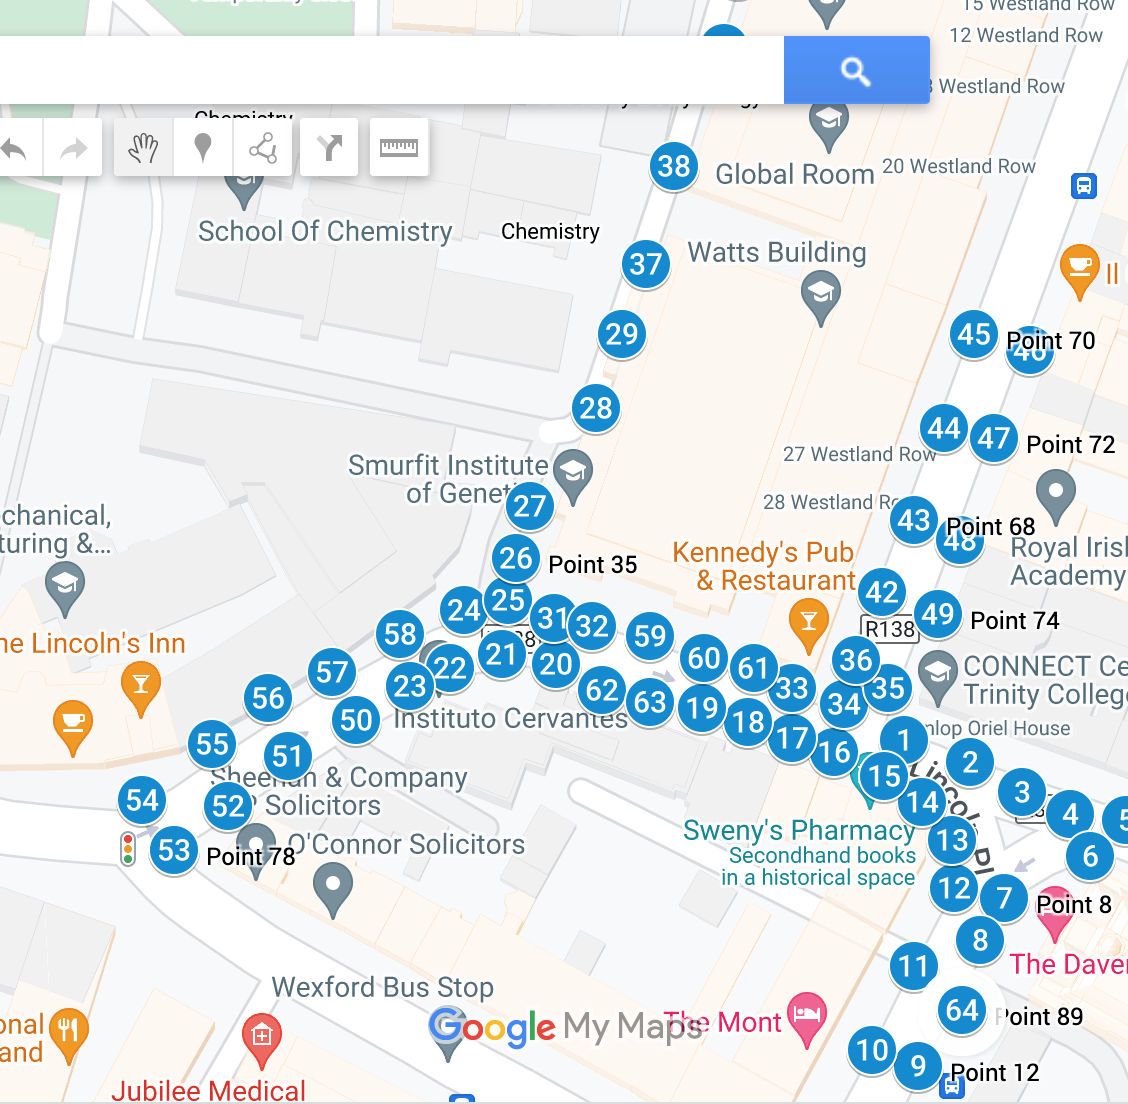 15 Westland Row
12 Westland Row
Westland Row
Chemistry
38
Global Room
20 Westland Row
School Of Chemistry
Chemistry
Watts Building
37
Il
29
45
Point 70
46
28
44
47
Point 72
27 Westland Row
Smurfit Institute
of Genetics
27
28 Westland Row
43
Point 68
48
chanical,
turing &...
26
Point 35
Kennedy's Pub
& Restaurant
Royal Irish
Academy
42
24
25
31
32
49
Point 74
58
59
R138
ne Lincoln's Inn
21
20
22
60
61
36
57
23
33
35
CONNECT Ce
Trinity College
56
62
63
34
50
Instituto Cervantes
19
18
nlop Oriel House
55
51
17
16
1
2
Sheehan & Company
Solicitors
15
Lincoln Pl
3
54
52
14
4
5
Sweny's Pharmacy
Secondhand books
in a historical space
13
53
Point 78
O'Connor Solicitors
6
12
7
Point 8
8
11
The Daven
Wexford Bus Stop
64
Point 89
onal
and
Google My Maps
The Mont
10
9
Point 12
Jubilee Medical